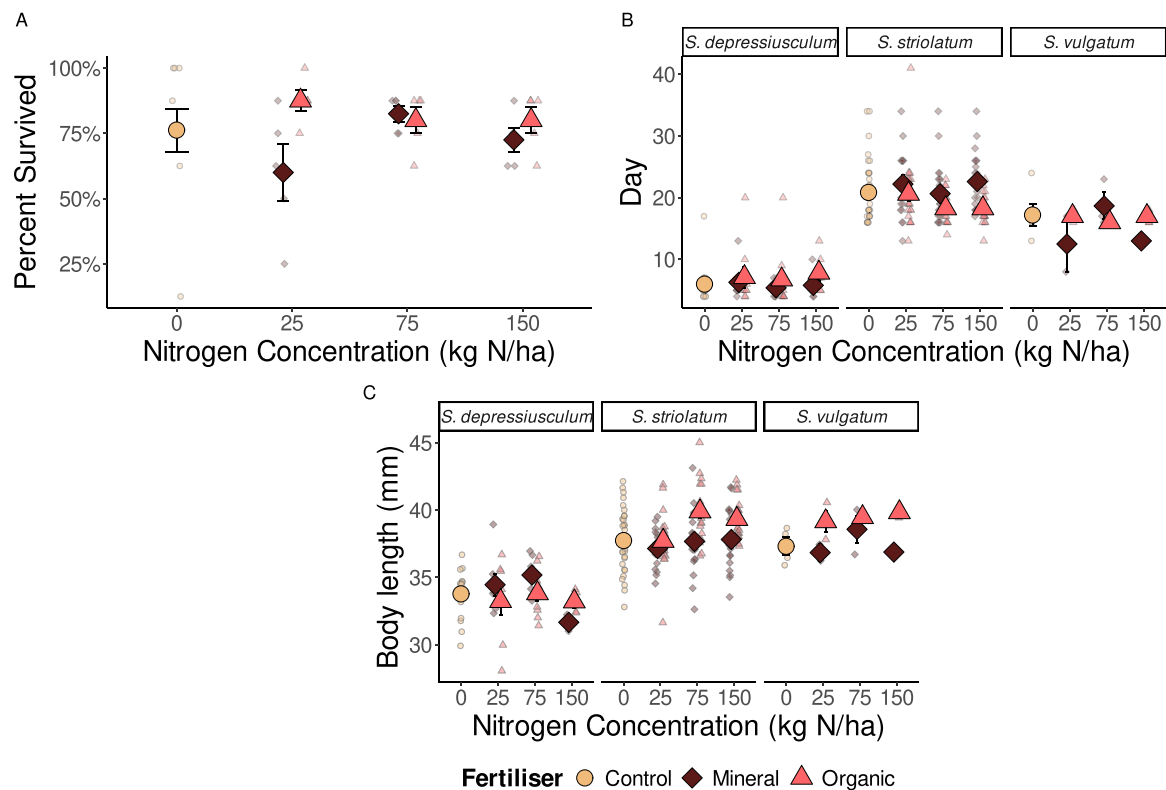 A
Percent Survived
100%
75%
50%
25%
0 25 75 150
Nitrogen Concentration (kg N/ha)
B
S. depressiusculum S. striolatum S. vulgatum
Day
40
30
20
10
0 25 75 150 0 25 75 150 0 25 75 150
Nitrogen Concentration (kg N/ha)
C
S. depressiusculum S. striolatum S. vulgatum
Body length (mm)
45
40
35
30
0 25 75 150 0 25 75 150 0 25 75 150
Nitrogen Concentration (kg N/ha)
Fertiliser Control Mineral Organic